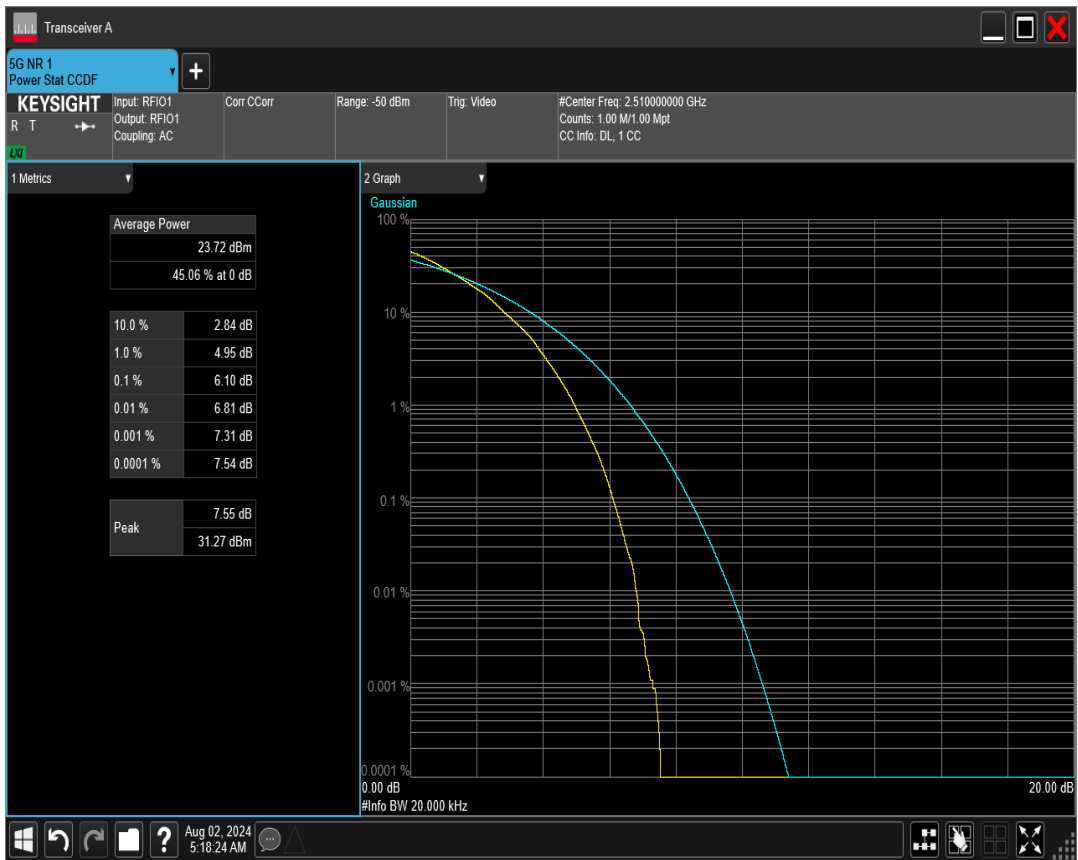 Transceiver A
5G NR 1
Power Stat CCDF
+
KEYSIGHT
R T
LXI
Input: RFIO1
Output: RFIO1
Coupling: AC
Corr CCorr
Range: -50 dBm
Trig: Video
#Center Freq: 2.510000000 GHz
Counts: 1.00 M/1.00 Mpt
CC Info: DL, 1 CC
1 Metrics
Average Power
23.72 dBm
45.06 % at 0 dB
10.0 % 2.84 dB
1.0 % 4.95 dB
0.1 % 6.10 dB
0.01 % 6.81 dB
0.001 % 7.31 dB
0.0001 % 7.54 dB
Peak
7.55 dB
31.27 dBm
2 Graph
Gaussian
100 %
10 %
1 %
0.1 %
0.01 %
0.001 %
0.0001 %
0.00 dB 20.00 dB
#Info BW 20.000 kHz
?
Aug 02, 2024
5:18:24 AM